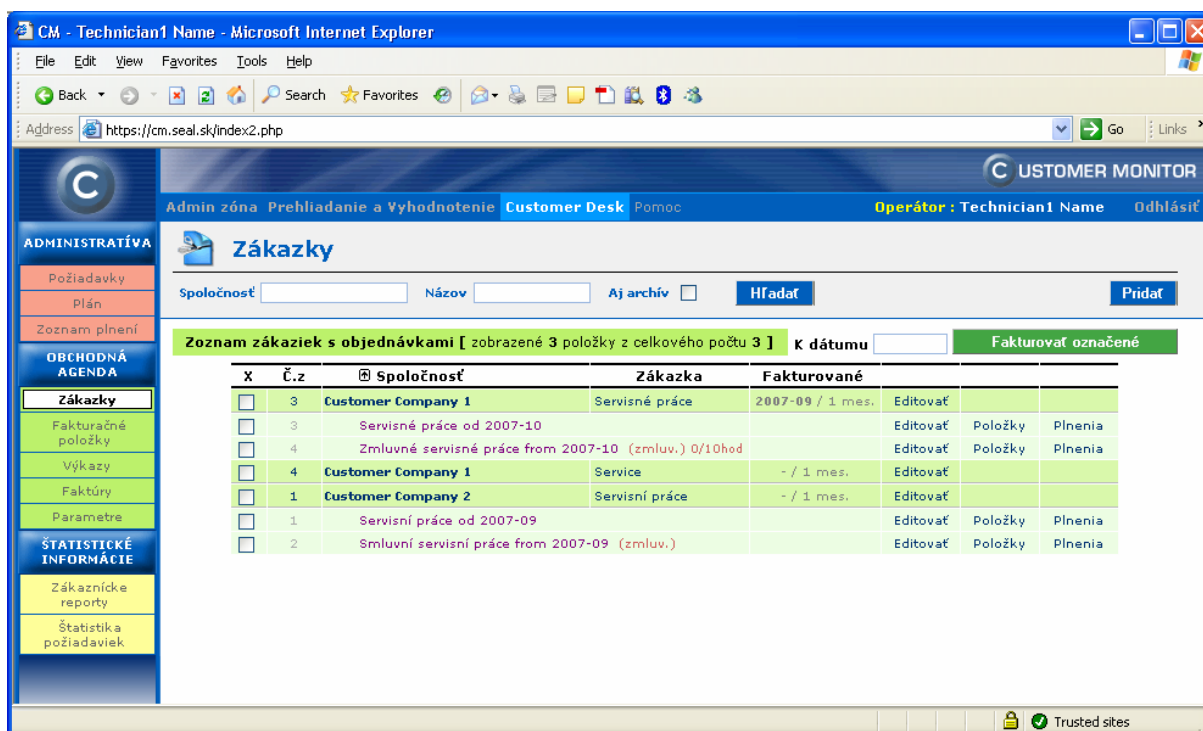 CM - Technician1 Name - Microsoft Internet Explorer
File Edit View Favorites Tools Help
Back Search Favorites
Address https://cm.seal.sk/index2.php Go Links
C USTOMER MONITOR
Admin zóna Prehliadanie a Vyhodnotenie Customer Desk Pomoc Operátor : Technician1 Name Odhlásiť
ADMINISTRATÍVA
Požiadavky
Plán
Zoznam plnení
OBCHODNÁ
AGENDA
Zákazky
Fakturačné
položky
Výkazy
Faktúry
Parametre
ŠTATISTICKÉ
INFORMÁCIE
Zákaznícke
reporty
Štatistika
požiadaviek
Zákazky
Spoločnosť Názov Aj archív Hľadať Pridať
Zoznam zákaziek s objednávkami [ zobrazené 3 položky z celkového počtu 3 ] K dátumu Fakturovať označené
X Č.z Spoločnosť Zákazka Fakturované
3 Customer Company 1 Servisné práce 2007-09 / 1 mes. Editovať
3 Servisné práce od 2007-10 Editovať Položky Plnenia
4 Zmluvné servisné práce from 2007-10 (zmluv.) 0/10hod Editovať Položky Plnenia
4 Customer Company 1 Service - / 1 mes. Editovať
1 Customer Company 2 Servisní práce - / 1 mes. Editovať
1 Servisní práce od 2007-09 Editovať Položky Plnenia
2 Smluvní servisní práce from 2007-09 (zmluv.) Editovať Položky Plnenia
Trusted sites